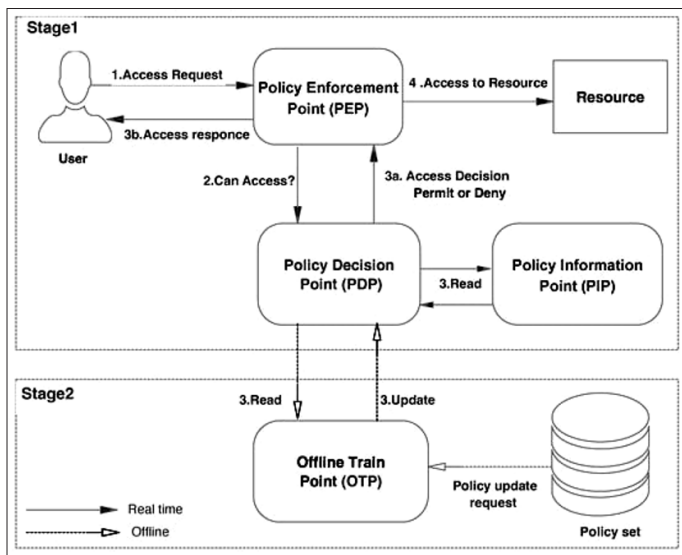 Stage1
1.Access Request
3b.Access responce
User
Policy Enforcement
Point (PEP)
4 .Access to Resource
Resource
2.Can Access?
3a. Access Decision
Permit or Deny
Policy Decision
Point (PDP)
3.Read
Policy Information
Point (PIP)
Stage2
3.Read
3.Update
Offline Train
Point (OTP)
Policy update
request
Policy set
Real time
Offline